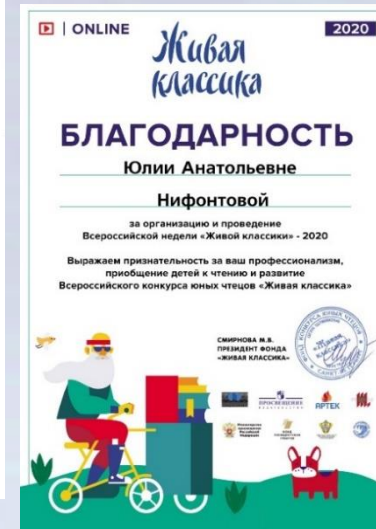 ONLINE
2020
Живая
классика
БЛАГОДАРНОСТЬ
Юлии Анатольевне
Нифонтовой
за организацию и проведение
Всероссийской недели «Живой классики» - 2020
Выражаем признательность за ваш профессионализм,
приобщение детей к чтению и развитие
Всероссийского конкурса юных чтецов «Живая классика»
СМИРНОВА М.В.
ПРЕЗИДЕНТ ФОНДА
«ЖИВАЯ КЛАССИКА»
ПРОСВЕЩЕНИЕ
АРТЕК